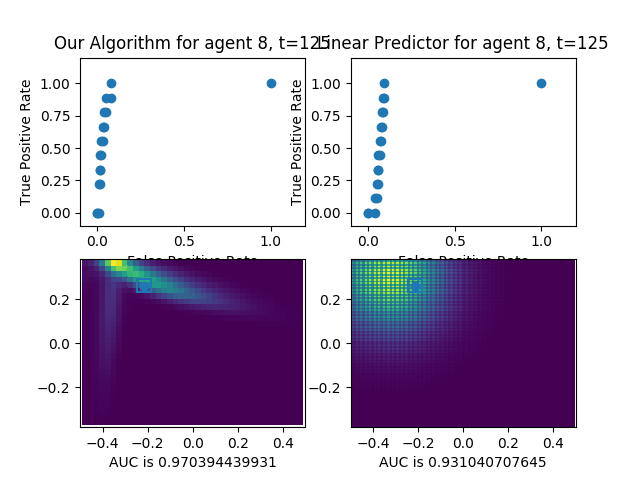 Our Algorithm for agent 8, t=125
Linear Predictor for agent 8, t=125
True Positive Rate
1.00
0.75
0.50
0.25
0.00
0.0 0.5 1.0
False Positive Rate
True Positive Rate
1.00
0.75
0.50
0.25
0.00
0.0 0.5 1.0
False Positive Rate
0.2
0.0
−0.2
−0.4 −0.2 0.0 0.2 0.4
AUC is 0.970394439931
0.2
0.0
−0.2
−0.4 −0.2 0.0 0.2 0.4
AUC is 0.931040707645